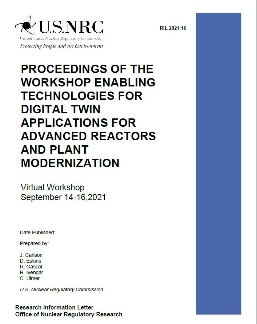 U.S.NRC
RIL 2021 16
United States Nuclear Regulatory Commission
Protecting People and the Environment
PROCEEDINGS OF THE
WORKSHOP ENABLING
TECHNOLOGIES FOR
DIGITAL TWIN
APPLICATIONS FOR
ADVANCED REACTORS
AND PLANT
MODERNIZATION
Virtual Workshop
September 14-16,2021
Date Published:
Prepared by:
J. Carlson
D. Eskins
R. Gascot
R. Iyengar
C. Ulmer
U.S. Nuclear Regulatory Commission
Research Information Letter
Office of Nuclear Regulatory Research